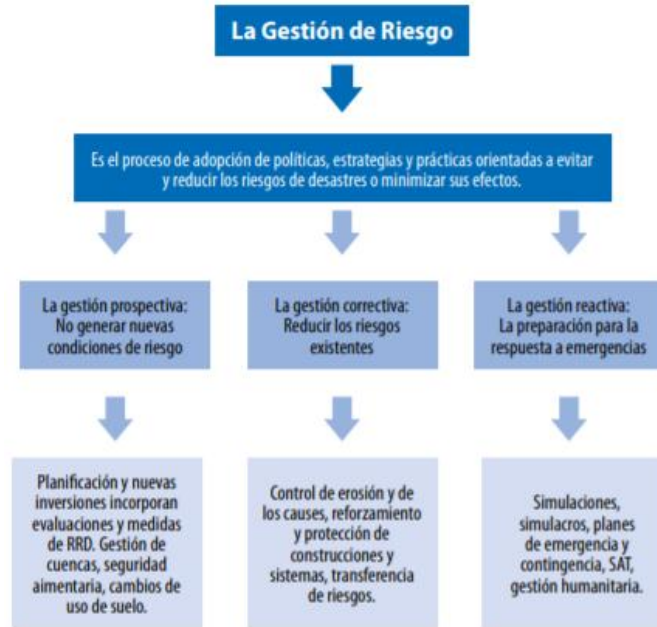 La Gestión de Riesgo
Es el proceso de adopción de políticas, estrategias y prácticas orientadas a evitar
y reducir los riesgos de desastres o minimizar sus efectos.
La gestión prospectiva:
No generar nuevas
condiciones de riesgo
La gestión correctiva:
Reducir los riesgos
existentes
La gestión reactiva:
La preparación para la
respuesta a emergencias
Planificación y nuevas
inversiones incorporan
evaluaciones y medidas
de RRD. Gestión de
cuencas, seguridad
aimentaria, cambios de
uso de suelo.
Control de erosión y de
los causes, reforzamiento
y protección de
construcciones y
sistemas, transferencia
de riesgos.
Simulaciones,
simulacros, planes
de emergencia y
contingencia, SAT,
gestión humanitaria.